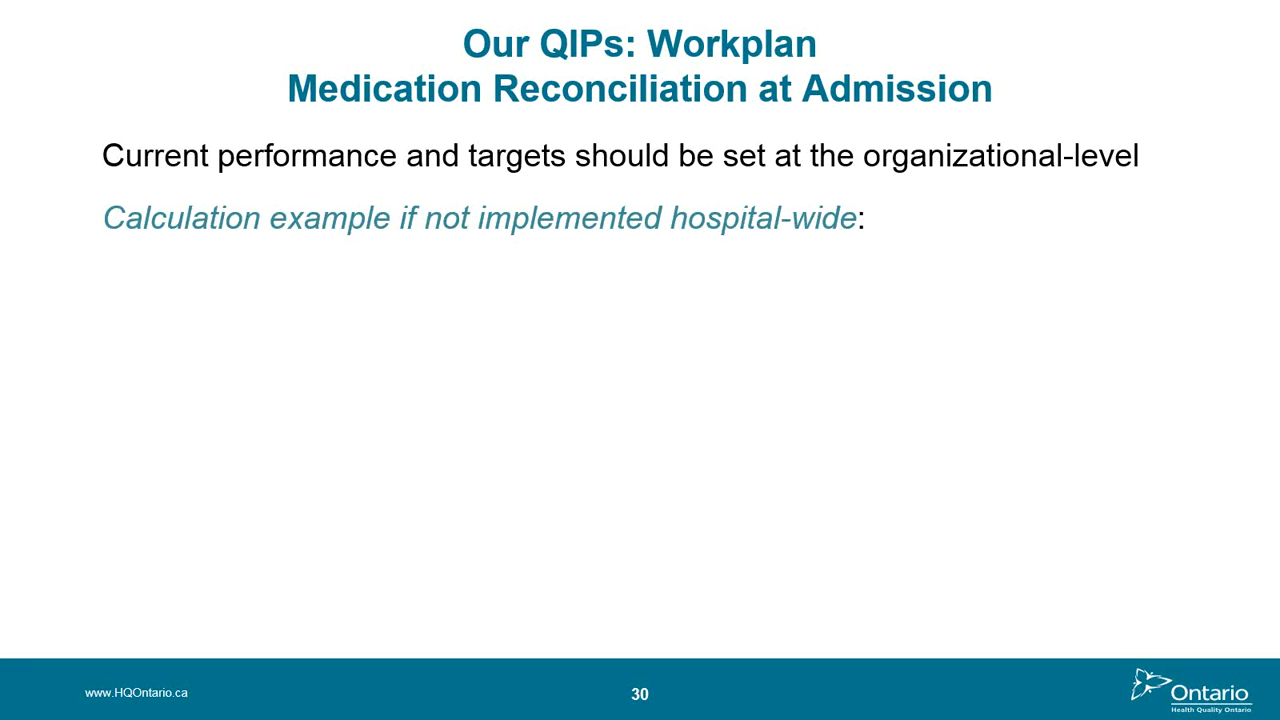 Our QIPs: Workplan
Medication Reconciliation at Admission
Current performance and targets should be set at the organizational-level
Calculation example if not implemented hospital-wide:
www.HQOntario.ca
30
Ontario
Health Quality Ontario